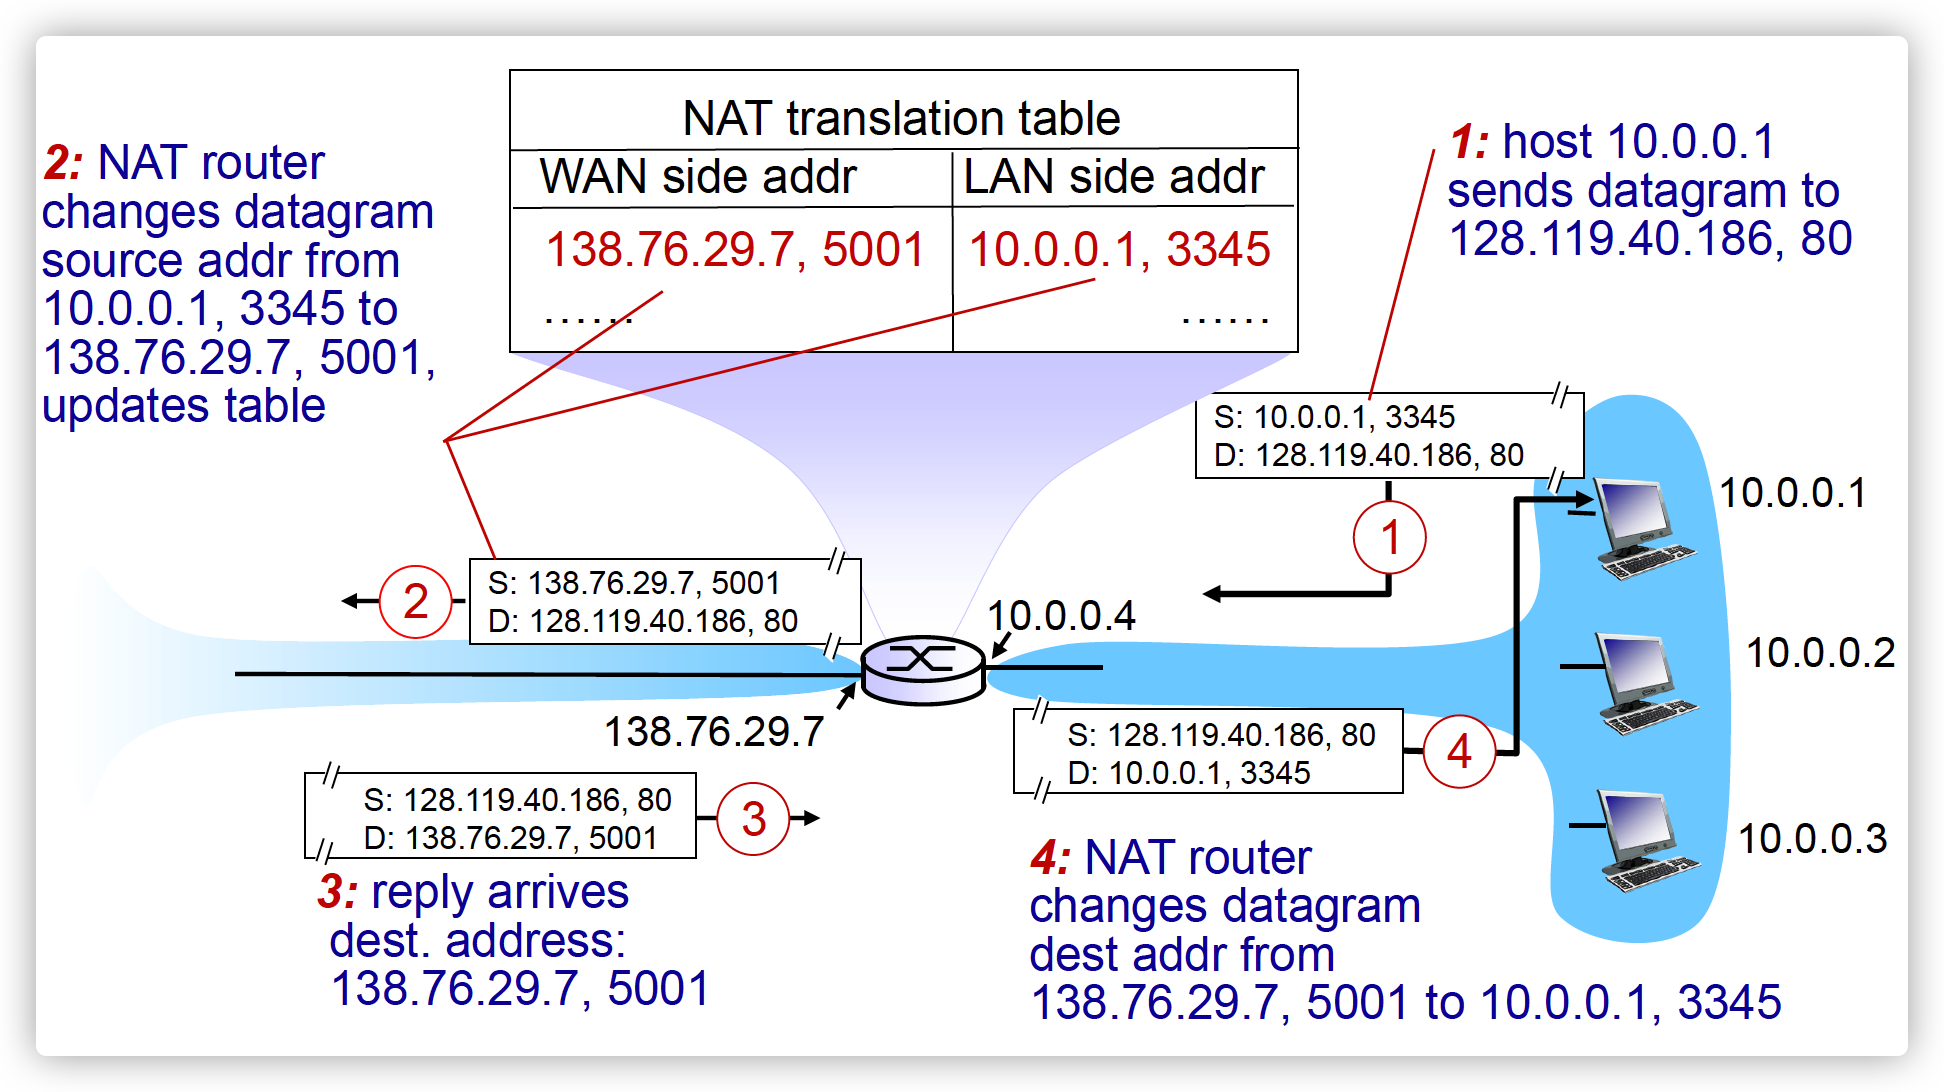 NAT translation table
WAN side addr LAN side addr
138.76.29.7, 5001 10.0.0.1, 3345
...... ......
2: NAT router
changes datagram
source addr from
10.0.0.1, 3345 to
138.76.29.7, 5001,
updates table
1: host 10.0.0.1
sends datagram to
128.119.40.186, 80
S: 10.0.0.1, 3345
D: 128.119.40.186, 80
1
10.0.0.1
S: 138.76.29.7, 5001
D: 128.119.40.186, 80
2
10.0.0.4
10.0.0.2
138.76.29.7
S: 128.119.40.186, 80
D: 10.0.0.1, 3345
4
S: 128.119.40.186, 80
D: 138.76.29.7, 5001
3
10.0.0.3
3: reply arrives
dest. address:
138.76.29.7, 5001
4: NAT router
changes datagram
dest addr from
138.76.29.7, 5001 to 10.0.0.1, 3345